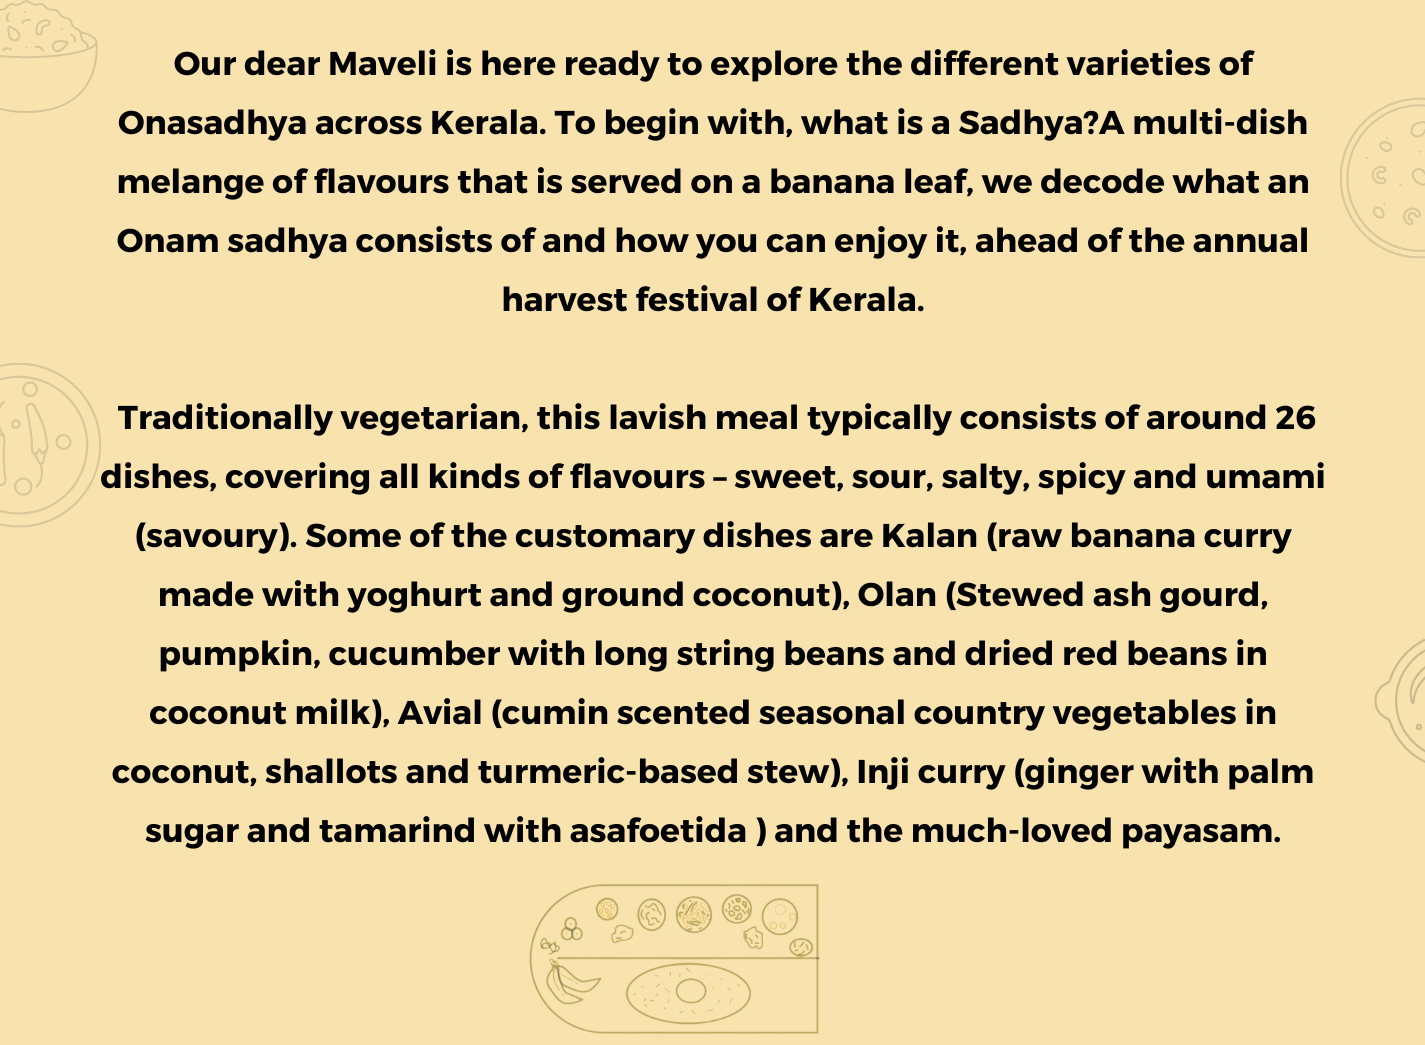 Our dear Maveli is here ready to explore the different varieties of
Onasadhya across Kerala. To begin with, what is a Sadhya?A multi-dish
melange of flavours that is served on a banana leaf, we decode what an
Onam sadhya consists of and how you can enjoy it, ahead of the annual
harvest festival of Kerala.
Traditionally vegetarian, this lavish meal typically consists of around 26
dishes, covering all kinds of flavours – sweet, sour, salty, spicy and umami
(savoury). Some of the customary dishes are Kalan (raw banana curry
made with yoghurt and ground coconut), Olan (Stewed ash gourd,
pumpkin, cucumber with long string beans and dried red beans in
coconut milk), Avial (cumin scented seasonal country vegetables in
coconut, shallots and turmeric-based stew), Inji curry (ginger with palm
sugar and tamarind with asafoetida ) and the much-loved payasam.